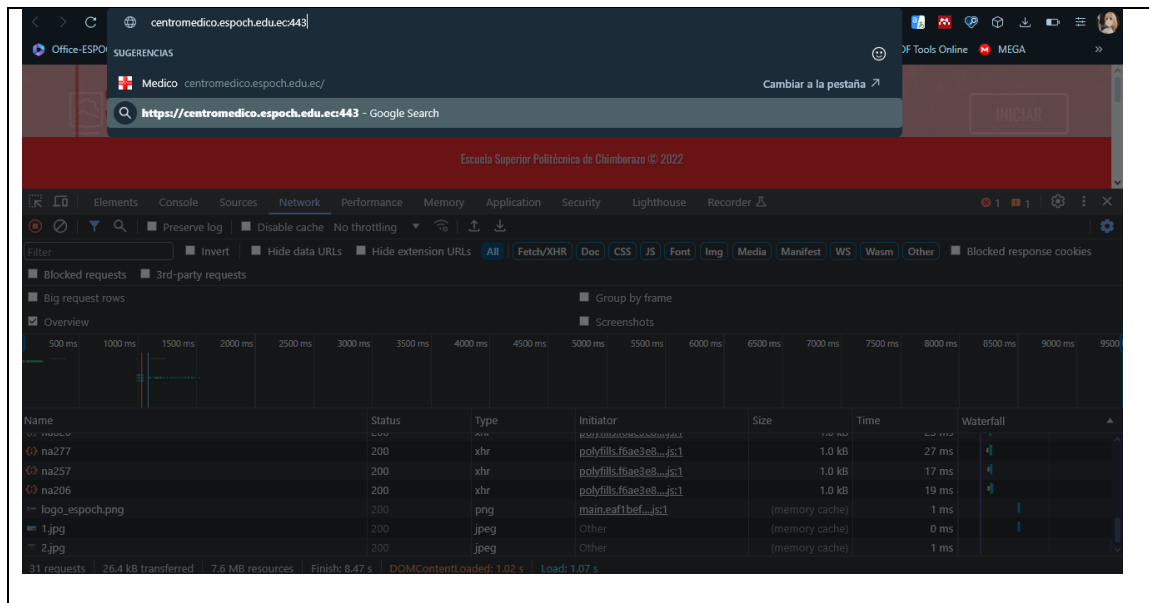 centromedico.espoch.edu.ec:443
Office-ESPO
SUGERENCIAS
DF Tools Online MEGA »
Medico centromedico.espoch.edu.ec/ Cambiar a la pestaña
https://centromedico.espoch.edu.ec:443 - Google Search
INICIAR
Escuela Superior Politécnica de Chimborazo © 2022
Elements Console Sources Network Performance Memory Application Security Lighthouse Recorder 1 1
Preserve log Disable cache No throttling
Filter Invert Hide data URLs Hide extension URLs All Fetch/XHR Doc CSS JS Font Img Media Manifest WS Wasm Other Blocked response cookies
Blocked requests 3rd-party requests
Big request rows Group by frame
Overview Screenshots
500 ms 1000 ms 1500 ms 2000 ms 2500 ms 3000 ms 3500 ms 4000 ms 4500 ms 5000 ms 5500 ms 6000 ms 6500 ms 7000 ms 7500 ms 8000 ms 8500 ms 9000 ms 9500
Name Status Type Initiator Size Time Waterfall
na277 200 xhr polyfills.f6ae3e8....js:1 1.0 kB 27 ms
na257 200 xhr polyfills.f6ae3e8....js:1 1.0 kB 17 ms
na206 200 xhr polyfills.f6ae3e8....js:1 1.0 kB 19 ms
logo_espoch.png 200 png main.eaf1bef....js:1 (memory cache) 1 ms
1.jpg 200 jpeg Other (memory cache) 0 ms
2.jpg 200 jpeg Other (memory cache) 1 ms
31 requests 26.4 kB transferred 7.6 MB resources Finish: 8.47 s DOMContentLoaded: 1.02 s Load: 1.07 s